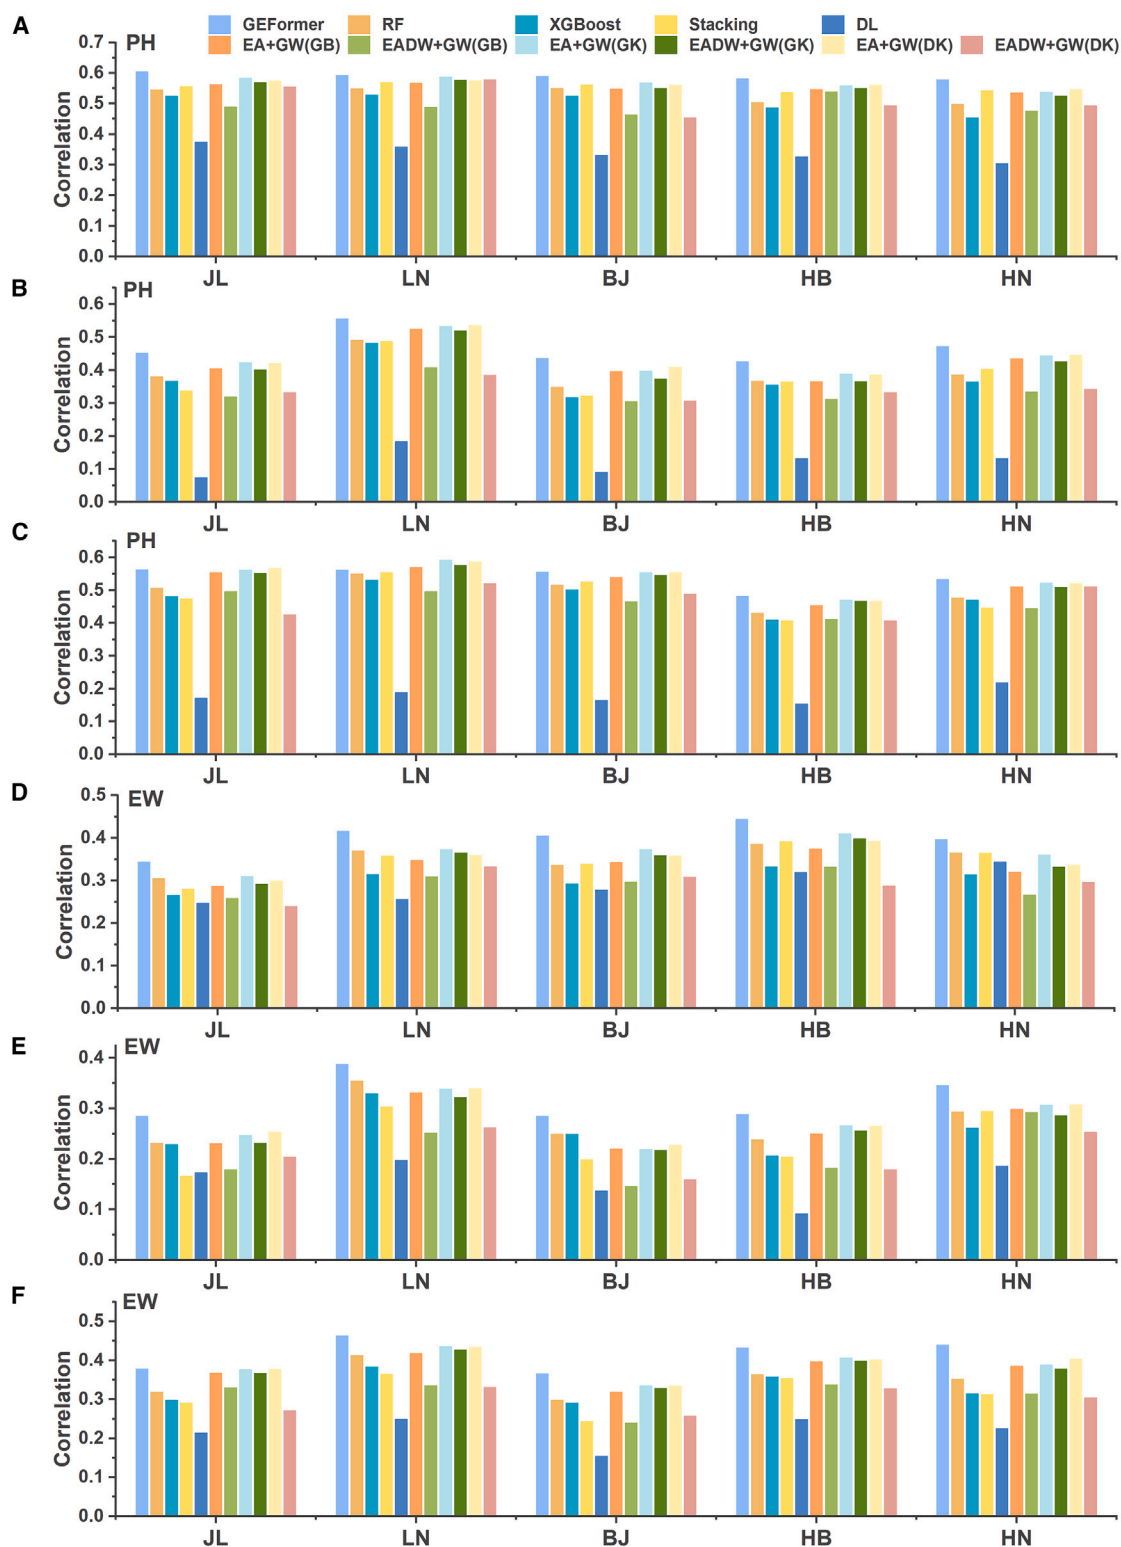 A
GEFormer RF XGBoost Stacking DL
EA+GW(GB) EADW+GW(GB) EA+GW(GK) EADW+GW(GK) EA+GW(DK) EADW+GW(DK)
PH
Correlation
0.7
0.6
0.5
0.4
0.3
0.2
0.1
0.0
JL LN BJ HB HN
B
PH
Correlation
0.6
0.5
0.4
0.3
0.2
0.1
0.0
JL LN BJ HB HN
C
PH
Correlation
0.6
0.5
0.4
0.3
0.2
0.1
0.0
JL LN BJ HB HN
D
EW
Correlation
0.5
0.4
0.3
0.2
0.1
0.0
JL LN BJ HB HN
E
EW
Correlation
0.4
0.3
0.2
0.1
0.0
JL LN BJ HB HN
F
EW
Correlation
0.5
0.4
0.3
0.2
0.1
0.0
JL LN BJ HB HN